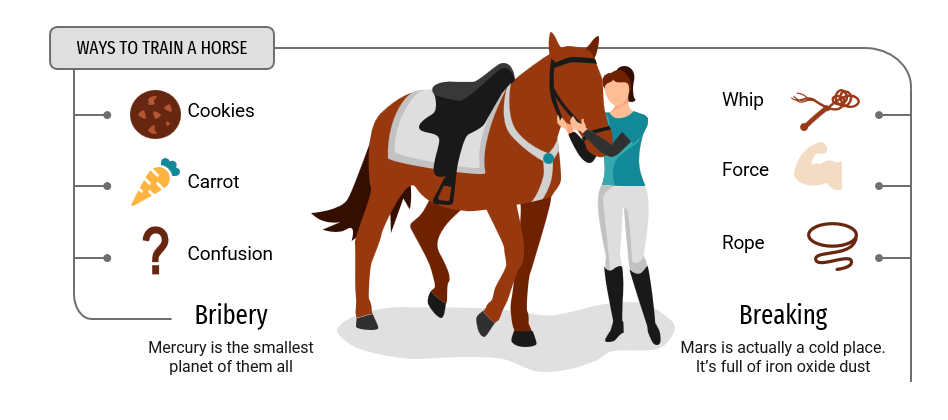 WAYS TO TRAIN A HORSE
Cookies
Carrot
Confusion
Bribery
Mercury is the smallest
planet of them all
Whip
Force
Rope
Breaking
Mars is actually a cold place.
It's full of iron oxide dust